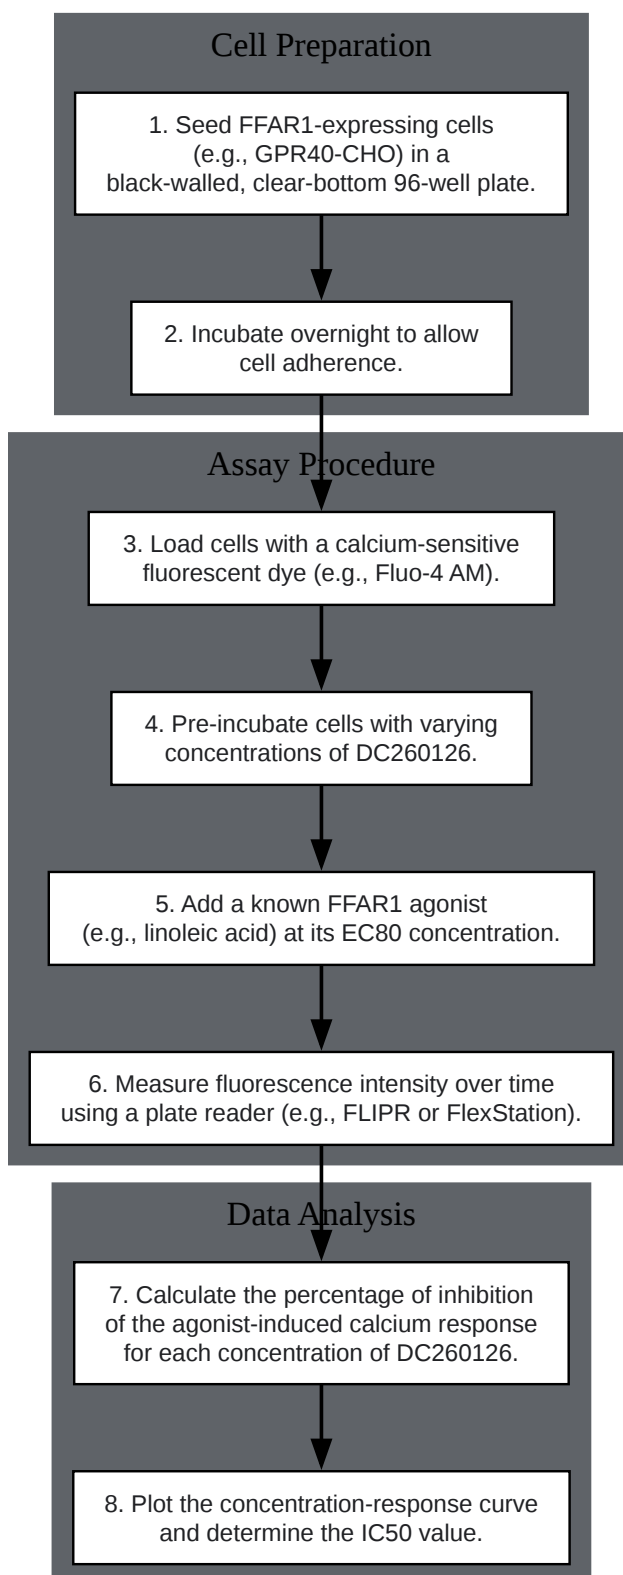 Cell Preparation
1. Seed FFAR1-expressing cells
(e.g., GPR40-CHO) in a
black-walled, clear-bottom 96-well plate.
2. Incubate overnight to allow
cell adherence.
Assay Procedure
3. Load cells with a calcium-sensitive
fluorescent dye (e.g., Fluo-4 AM).
4. Pre-incubate cells with varying
concentrations of DC260126.
5. Add a known FFAR1 agonist
(e.g., linoleic acid) at its EC80 concentration.
6. Measure fluorescence intensity over time
using a plate reader (e.g., FLIPR or FlexStation).
Data Analysis
7. Calculate the percentage of inhibition
of the agonist-induced calcium response
for each concentration of DC260126.
8. Plot the concentration-response curve
and determine the IC50 value.